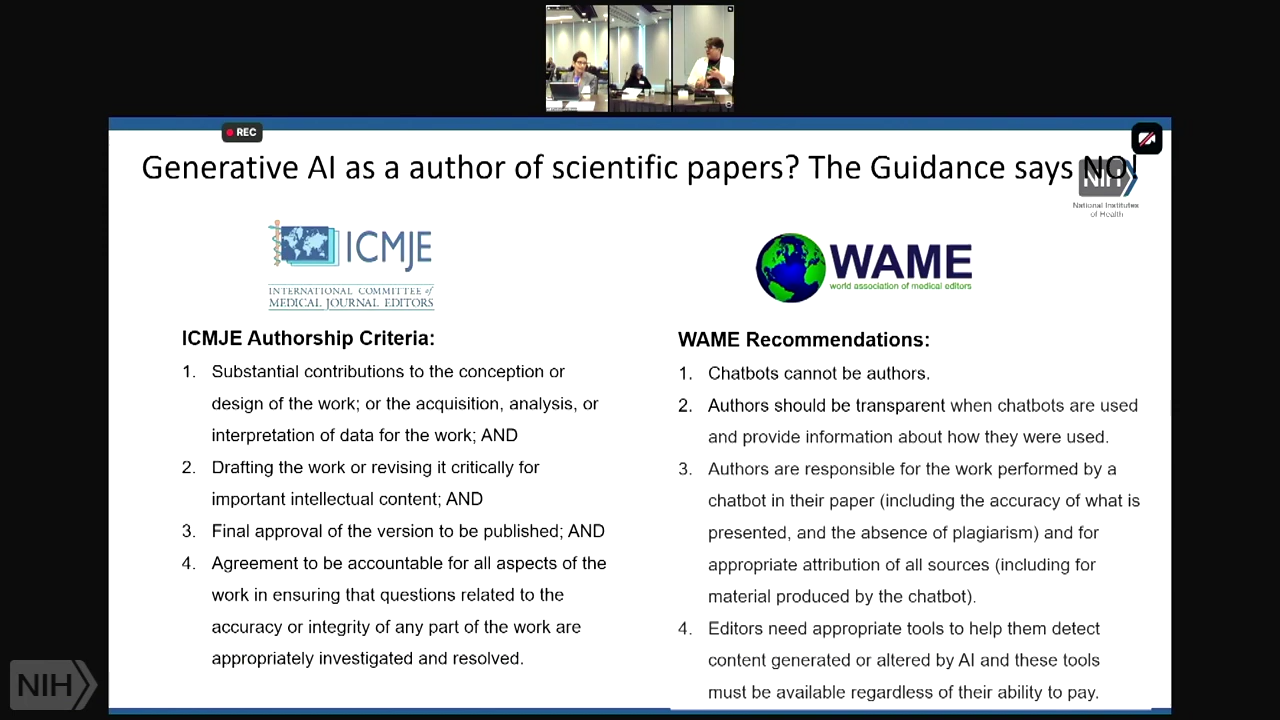 REC
Generative AI as a author of scientific papers? The Guidance says NO!
NIH
National Institutes
of Health
ICMJE
INTERNATIONAL COMMITTEE of
MEDICAL JOURNAL EDITORS
WAME
world association of medical editors
ICMJE Authorship Criteria:
1. Substantial contributions to the conception or
design of the work; or the acquisition, analysis, or
interpretation of data for the work; AND
2. Drafting the work or revising it critically for
important intellectual content; AND
3. Final approval of the version to be published; AND
4. Agreement to be accountable for all aspects of the
work in ensuring that questions related to the
accuracy or integrity of any part of the work are
appropriately investigated and resolved.
WAME Recommendations:
1. Chatbots cannot be authors.
2. Authors should be transparent when chatbots are used
and provide information about how they were used.
3. Authors are responsible for the work performed by a
chatbot in their paper (including the accuracy of what is
presented, and the absence of plagiarism) and for
appropriate attribution of all sources (including for
material produced by the chatbot).
4. Editors need appropriate tools to help them detect
content generated or altered by AI and these tools
must be available regardless of their ability to pay.
NIH